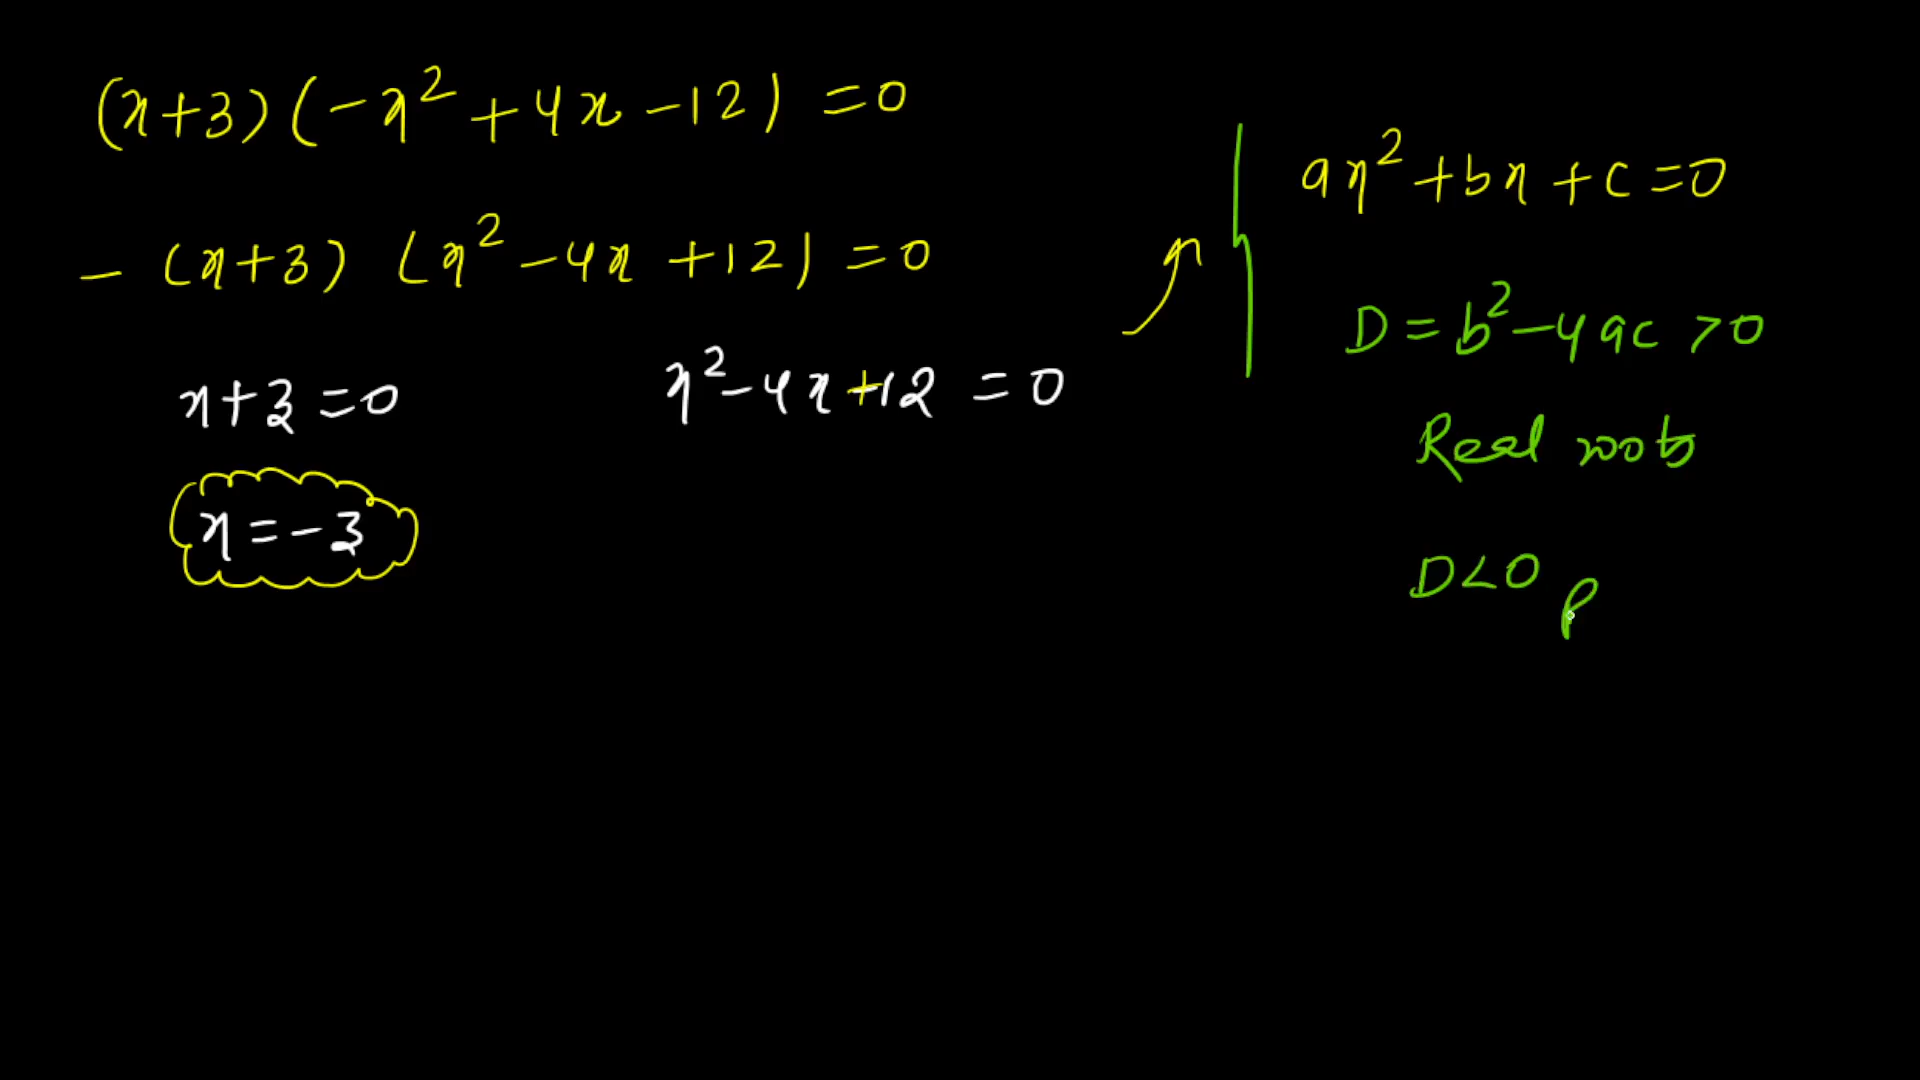 (x+3)(-x²+4x-12)=0
-(x+3)(x²-4x+12)=0
x+3=0
x²-4x+12=0
x=-3
ax²+bx+c=0
D=b²-4ac>0
Real roots
D<0